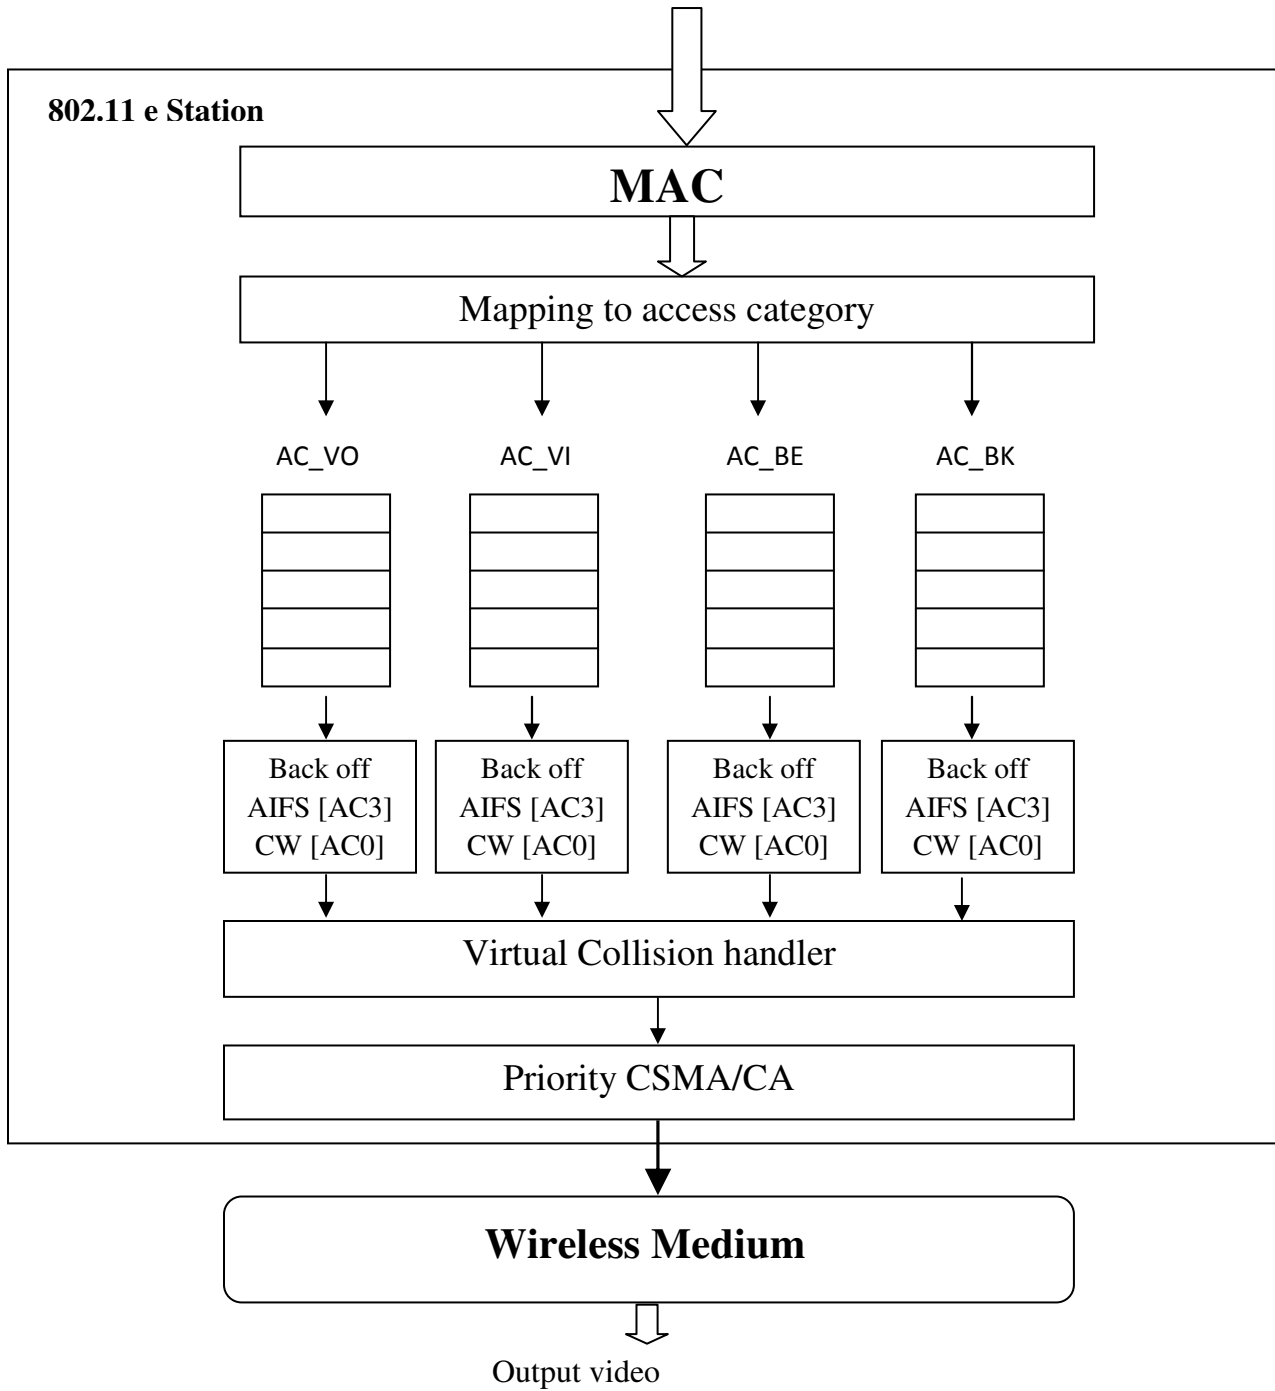 802.11 e Station
MAC
Mapping to access category
AC_VO AC_VI AC_BE AC_BK
Back off Back off Back off Back off
AIFS [AC3] AIFS [AC3] AIFS [AC3] AIFS [AC3]
CW [AC0] CW [AC0] CW [AC0] CW [AC0]
Virtual Collision handler
Priority CSMA/CA
Wireless Medium
Output video